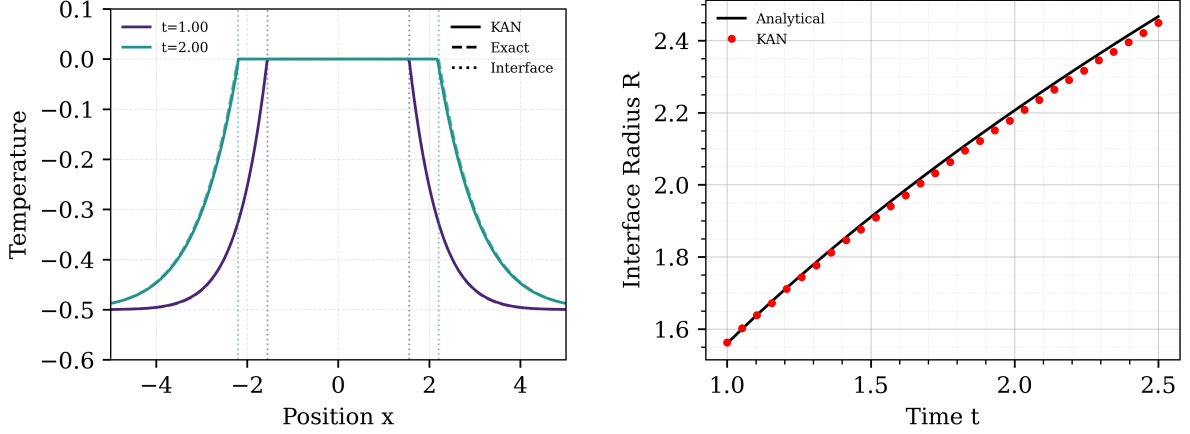 0.1
0.0
−0.1
−0.2
−0.3
−0.4
−0.5
−0.6
Temperature
t=1.00
t=2.00
KAN
Exact
Interface
−4
−2
0
2
4
Position x
2.4
2.2
2.0
1.8
1.6
Interface Radius R
Analytical
KAN
1.0
1.5
2.0
2.5
Time t